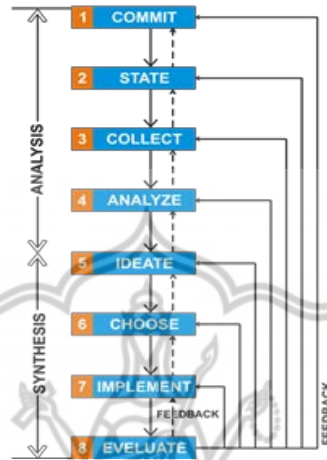 1 COMMIT
2 STATE
3 COLLECT
4 ANALYZE
5 IDEATE
6 CHOOSE
7 IMPLEMENT
FEEDBACK
8 EVELUATE
ANALYSIS
SYNTHESIS
FEEDBACK